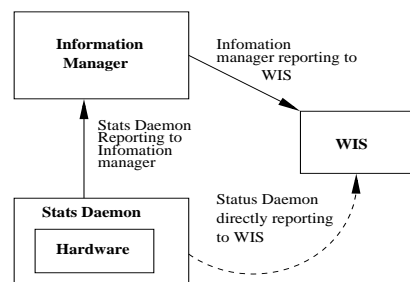 Information
Manager
Infomation
manager reporting to
WIS
Stats Daemon
Reporting to
Infomation
manager
WIS
Stats Daemon
Hardware
Status Daemon
directly reporting
to WIS